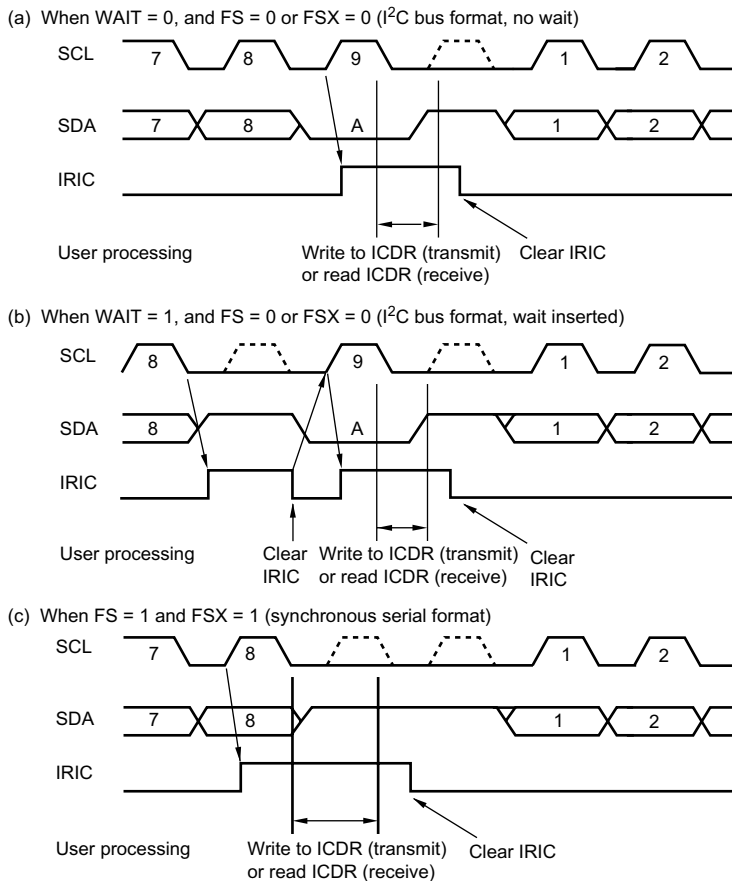 (a) When WAIT = 0, and FS = 0 or FSX = 0 (I²C bus format, no wait)
SCL 7 8 9 1 2
SDA 7 8 A 1 2
IRIC
User processing Write to ICDR (transmit) Clear IRIC
or read ICDR (receive)
(b) When WAIT = 1, and FS = 0 or FSX = 0 (I²C bus format, wait inserted)
SCL 8 9 1 2
SDA 8 A 1 2
IRIC
User processing Clear Write to ICDR (transmit) Clear
IRIC or read ICDR (receive) IRIC
(c) When FS = 1 and FSX = 1 (synchronous serial format)
SCL 7 8 1 2
SDA 7 8 1 2
IRIC
User processing Write to ICDR (transmit) Clear IRIC
or read ICDR (receive)